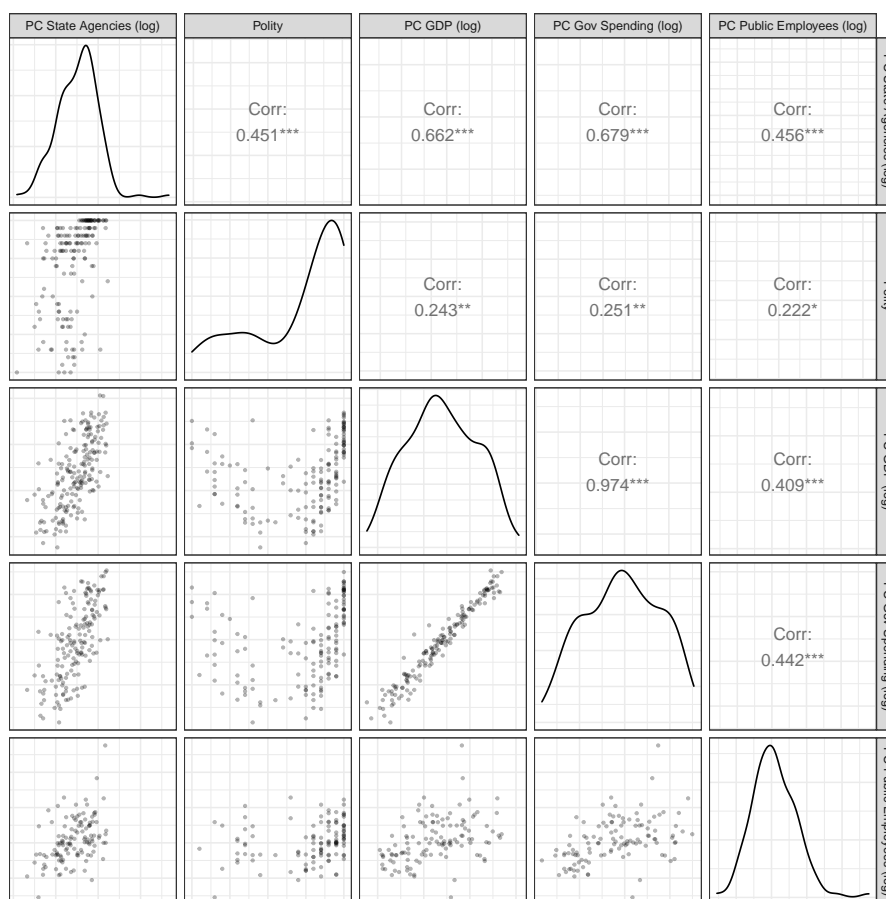 PC State Agencies (log)
Polity
PC GDP (log)
PC Gov Spending (log)
PC Public Employees (log)
Corr:
0.451***
Corr:
0.662***
Corr:
0.679***
Corr:
0.456***
Corr:
0.243**
Corr:
0.251**
Corr:
0.222*
Corr:
0.974***
Corr:
0.409***
Corr:
0.442***